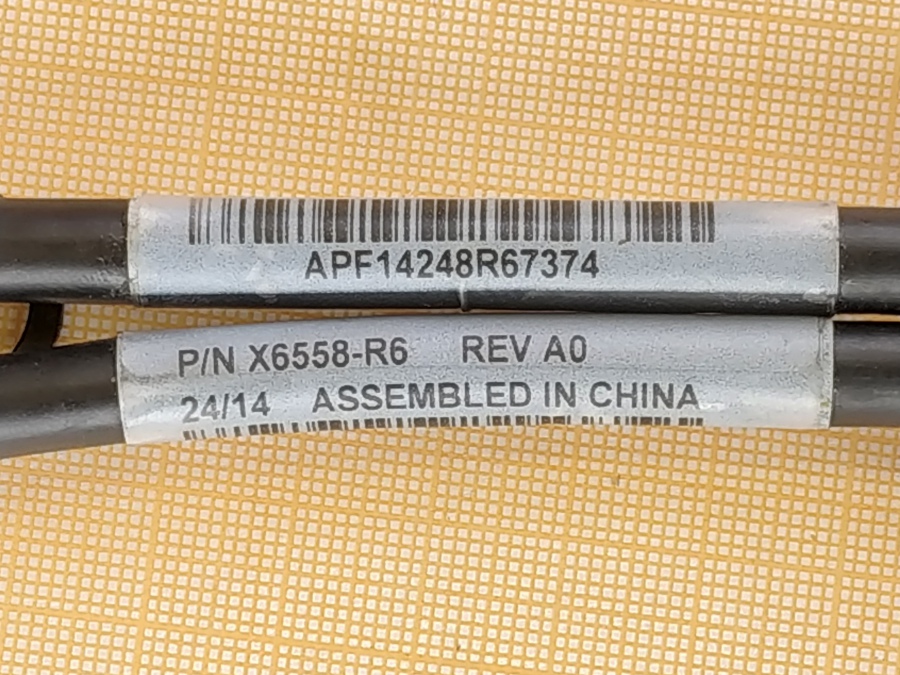 APF14248R67374
P/N X6558-R6 REV A0
24/14 ASSEMBLED IN CHINA